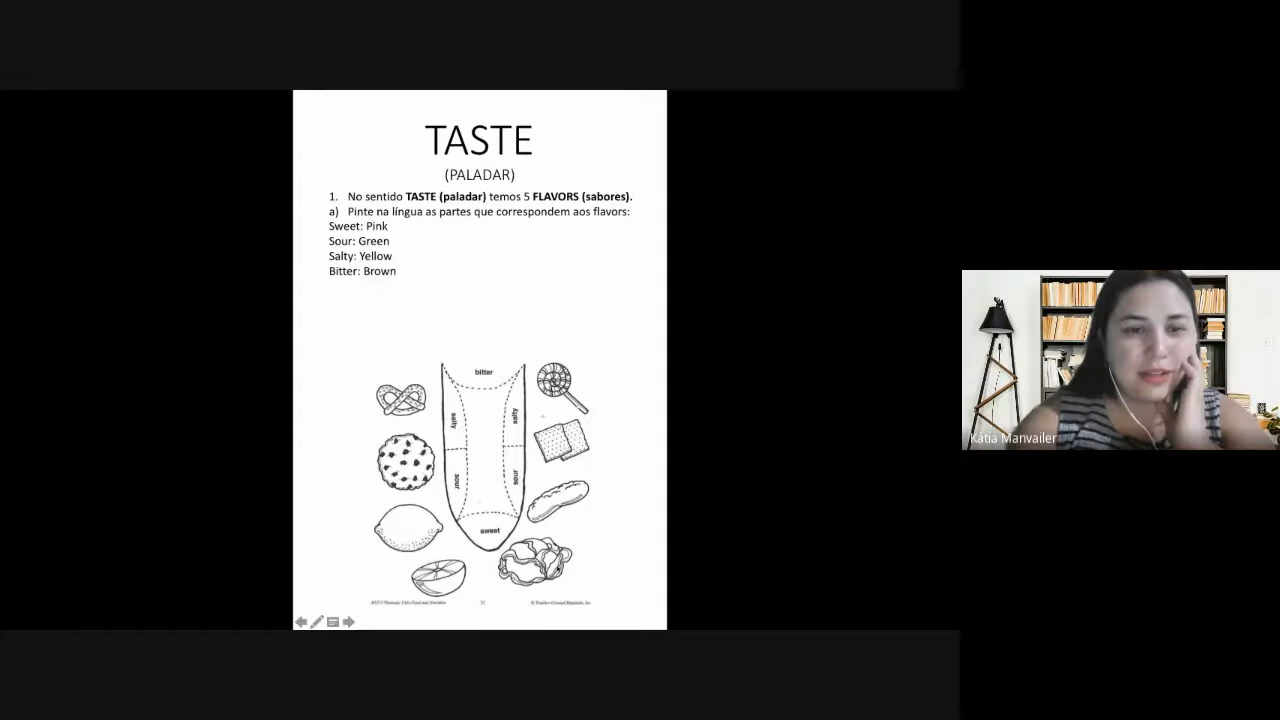 TASTE
(PALADAR)
1. No sentido TASTE (paladar) temos 5 FLAVORS (sabores).
a) Pinte na língua as partes que correspondem aos flavors:
Sweet: Pink
Sour: Green
Salty: Yellow
Bitter: Brown
bitter
salty
salty
sour
sour
sweet
Kátia Manvailer